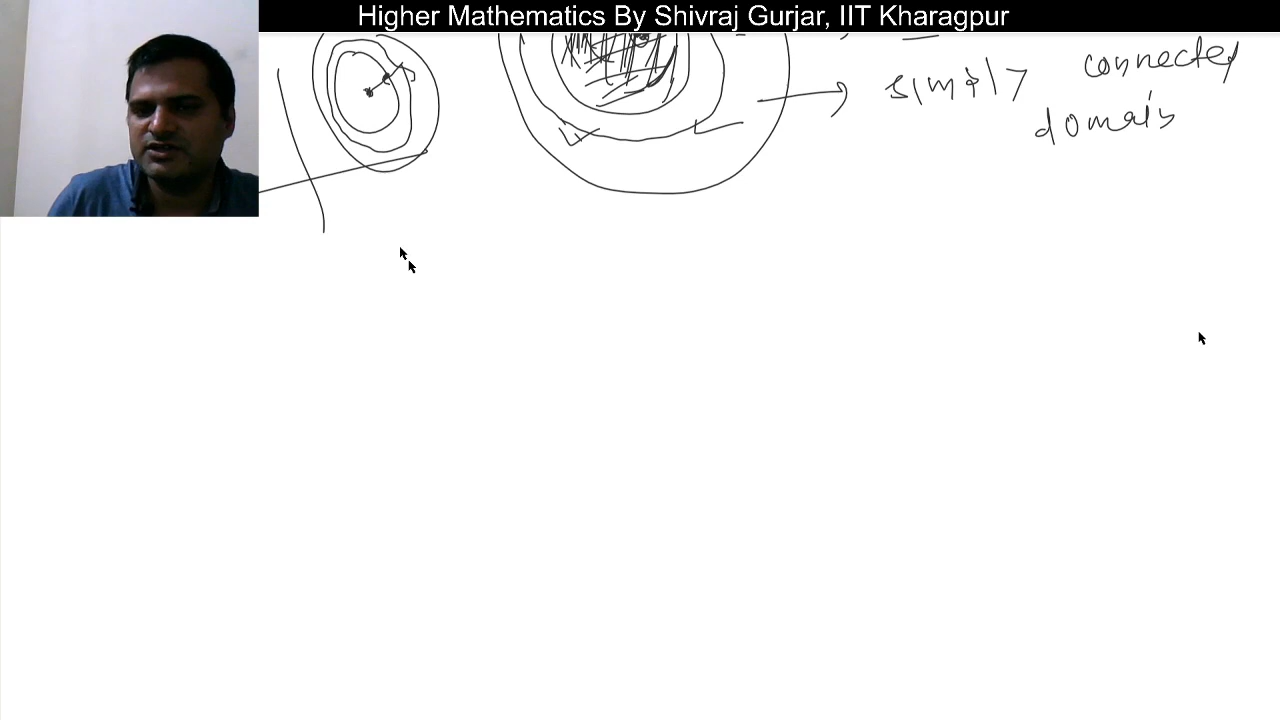 Higher Mathematics By Shivraj Gurjar, IIT Kharagpur
simply connected
domain